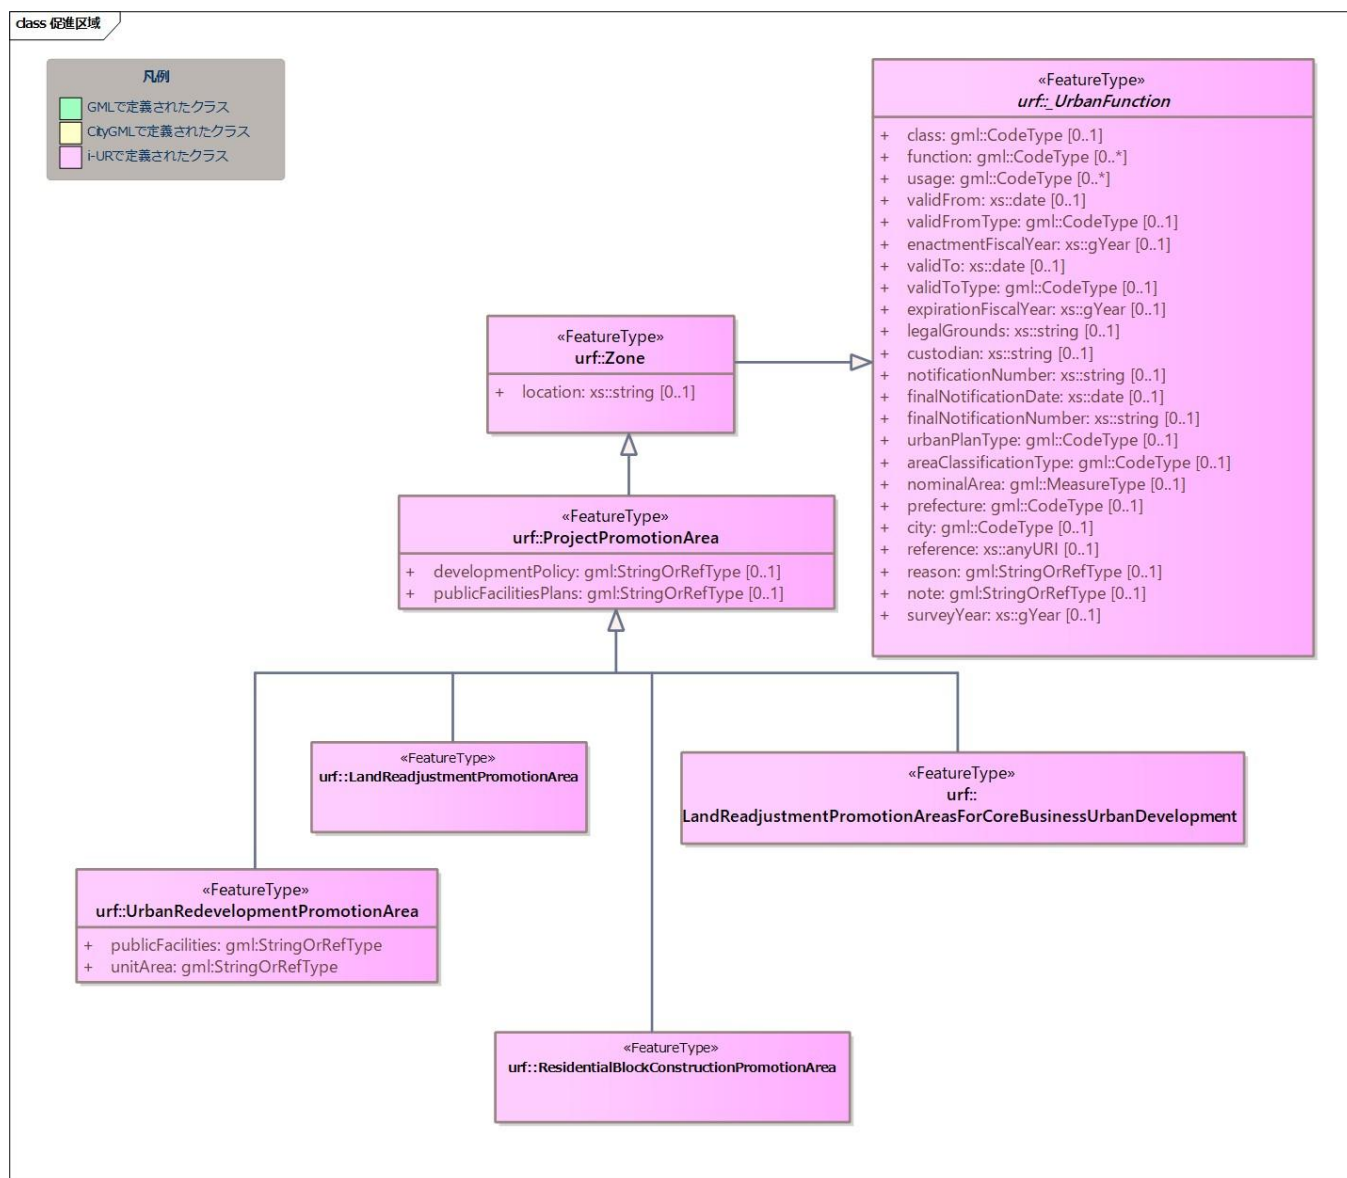 class 促進区域
凡例
GMLで定義されたクラス
CityGMLで定義されたクラス
i-URで定義されたクラス
«FeatureType»
urf::_UrbanFunction
+ class: gml::CodeType [0..1]
+ function: gml::CodeType [0..*]
+ usage: gml::CodeType [0..*]
+ validFrom: xs::date [0..1]
+ validFromType: gml::CodeType [0..1]
+ enactmentFiscalYear: xs::gYear [0..1]
+ validTo: xs::date [0..1]
+ validToType: gml::CodeType [0..1]
+ expirationFiscalYear: xs::gYear [0..1]
+ legalGrounds: xs::string [0..1]
+ custodian: xs::string [0..1]
+ notificationNumber: xs::string [0..1]
+ finalNotificationDate: xs::date [0..1]
+ finalNotificationNumber: xs::string [0..1]
+ urbanPlanType: gml::CodeType [0..1]
+ areaClassificationType: gml::CodeType [0..1]
+ nominalArea: gml::MeasureType [0..1]
+ prefecture: gml::CodeType [0..1]
+ city: gml::CodeType [0..1]
+ reference: xs::anyURI [0..1]
+ reason: gml:StringOrRefType [0..1]
+ note: gml:StringOrRefType [0..1]
+ surveyYear: xs::gYear [0..1]
«FeatureType»
urf::Zone
+ location: xs::string [0..1]
«FeatureType»
urf::ProjectPromotionArea
+ developmentPolicy: gml:StringOrRefType [0..1]
+ publicFacilitiesPlans: gml:StringOrRefType [0..1]
«FeatureType»
urf::LandReadjustmentPromotionArea
«FeatureType»
urf::
LandReadjustmentPromotionAreasForCoreBusinessUrbanDevelopment
«FeatureType»
urf::UrbanRedevelopmentPromotionArea
+ publicFacilities: gml:StringOrRefType
+ unitArea: gml:StringOrRefType
«FeatureType»
urf::ResidentialBlockConstructionPromotionArea